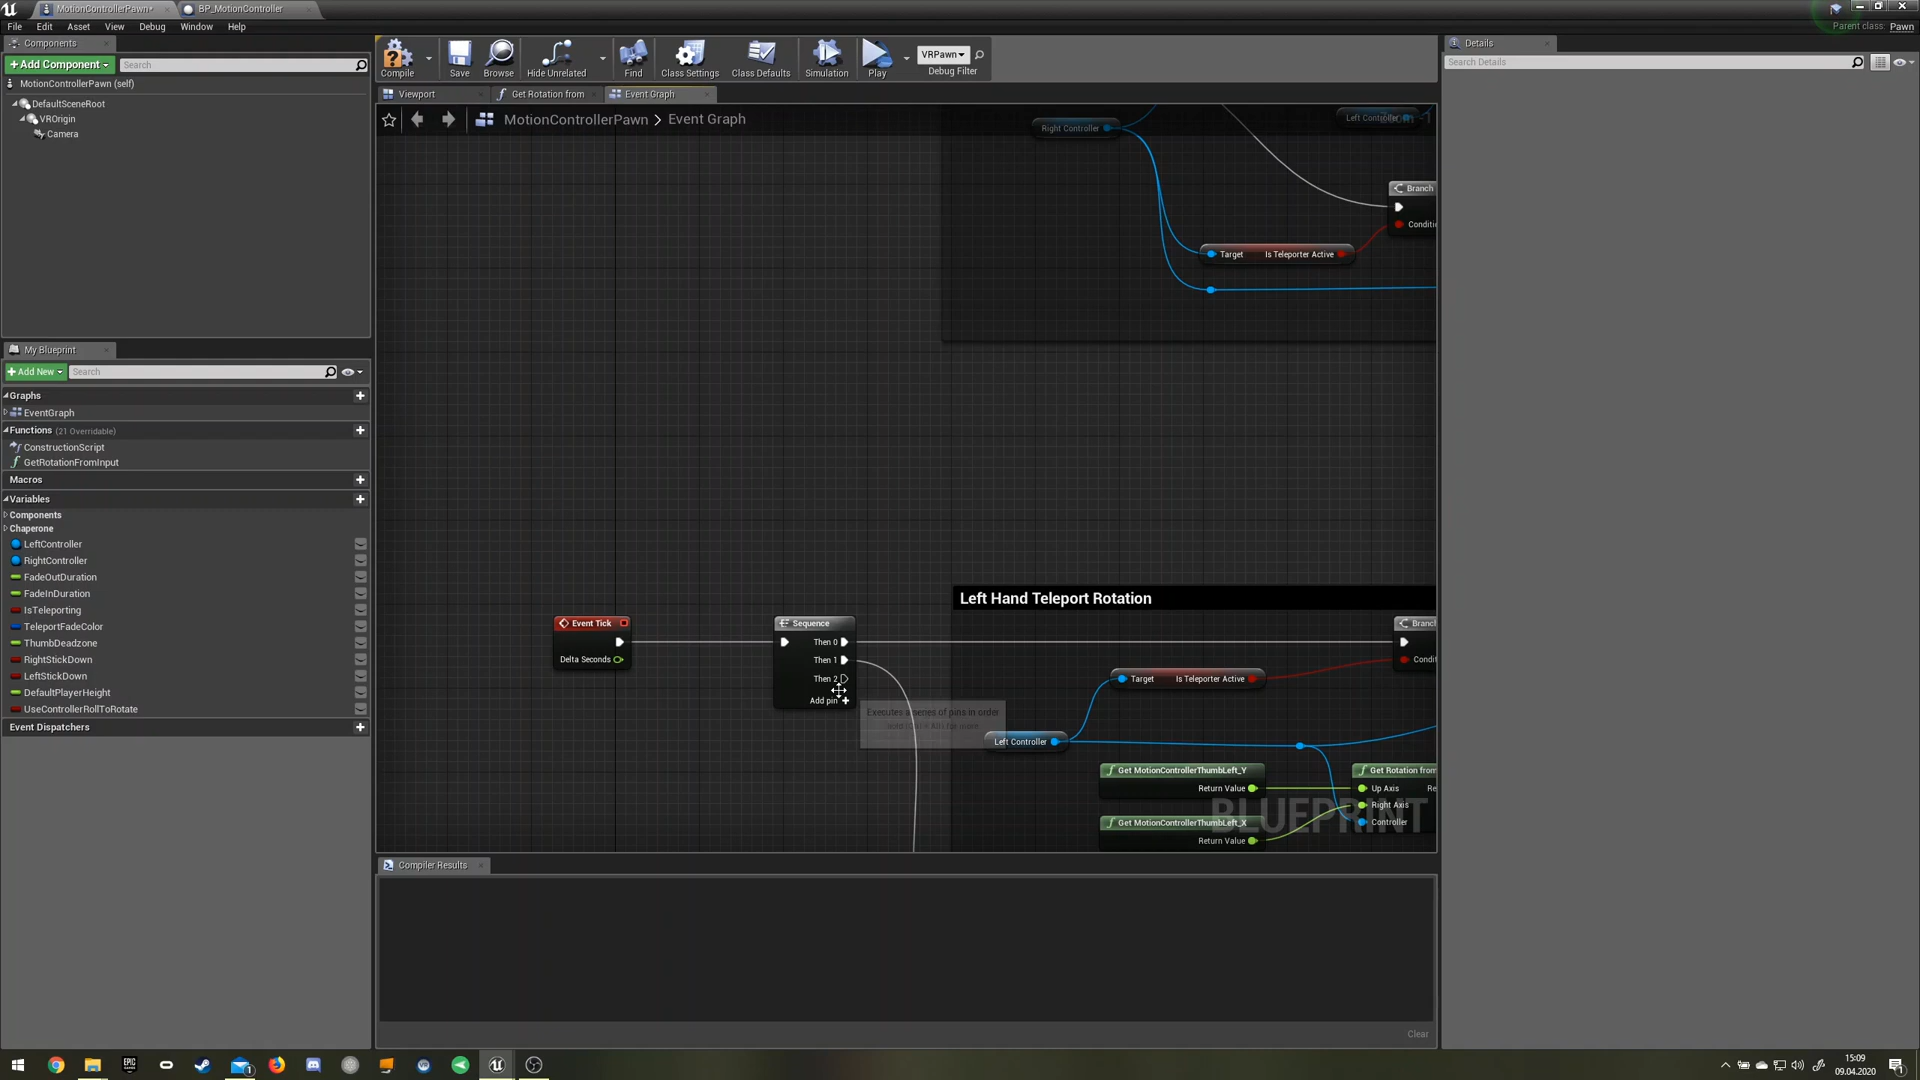 MotionControllerPawn*
BP_MotionController
File
Edit
Asset
View
Debug
Window
Help
Parent class: Pawn
Components
+Add Component
Search
MotionControllerPawn (self)
DefaultSceneRoot
VROrigin
Camera
Compile
Save
Browse
Hide Unrelated
Find
Class Settings
Class Defaults
Simulation
Play
VRPawn
Debug Filter
Viewport
Get Rotation from
Event Graph
MotionControllerPawn > Event Graph
Details
Search Details
Right Controller
Left Controller
Branch
Conditi
Target
Is Teleporter Active
My Blueprint
+Add New
Search
Graphs
EventGraph
Functions (21 Overridable)
ConstructionScript
GetRotationFromInput
Macros
Variables
Components
Chaperone
LeftController
RightController
FadeOutDuration
FadeInDuration
IsTeleporting
TeleportFadeColor
ThumbDeadzone
RightStickDown
LeftStickDown
DefaultPlayerHeight
UseControllerRollToRotate
Event Dispatchers
Event Tick
Delta Seconds
Sequence
Then 0
Then 1
Then 2
Add pin
Executes a series of pins in order
Left Hand Teleport Rotation
Branc
Condi
Target
Is Teleporter Active
Left Controller
Get MotionControllerThumbLeft_Y
Return Value
Get MotionControllerThumbLeft_X
Return Value
Get Rotation from
Up Axis
Re
Right Axis
Controller
BLUEPRINT
Compiler Results
Clear
15:09
09.04.2020